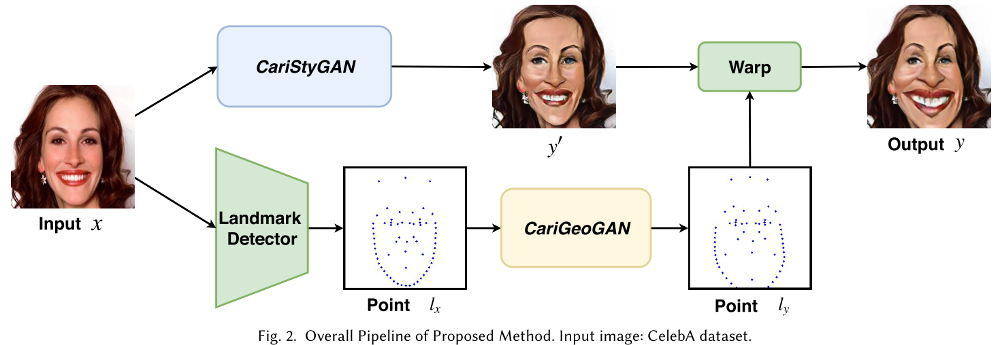 CariStyGAN
Warp
y′
Output y
Input x
Landmark
Detector
CariGeoGAN
Point lₓ
Point l_y
Fig. 2. Overall Pipeline of Proposed Method. Input image: CelebA dataset.